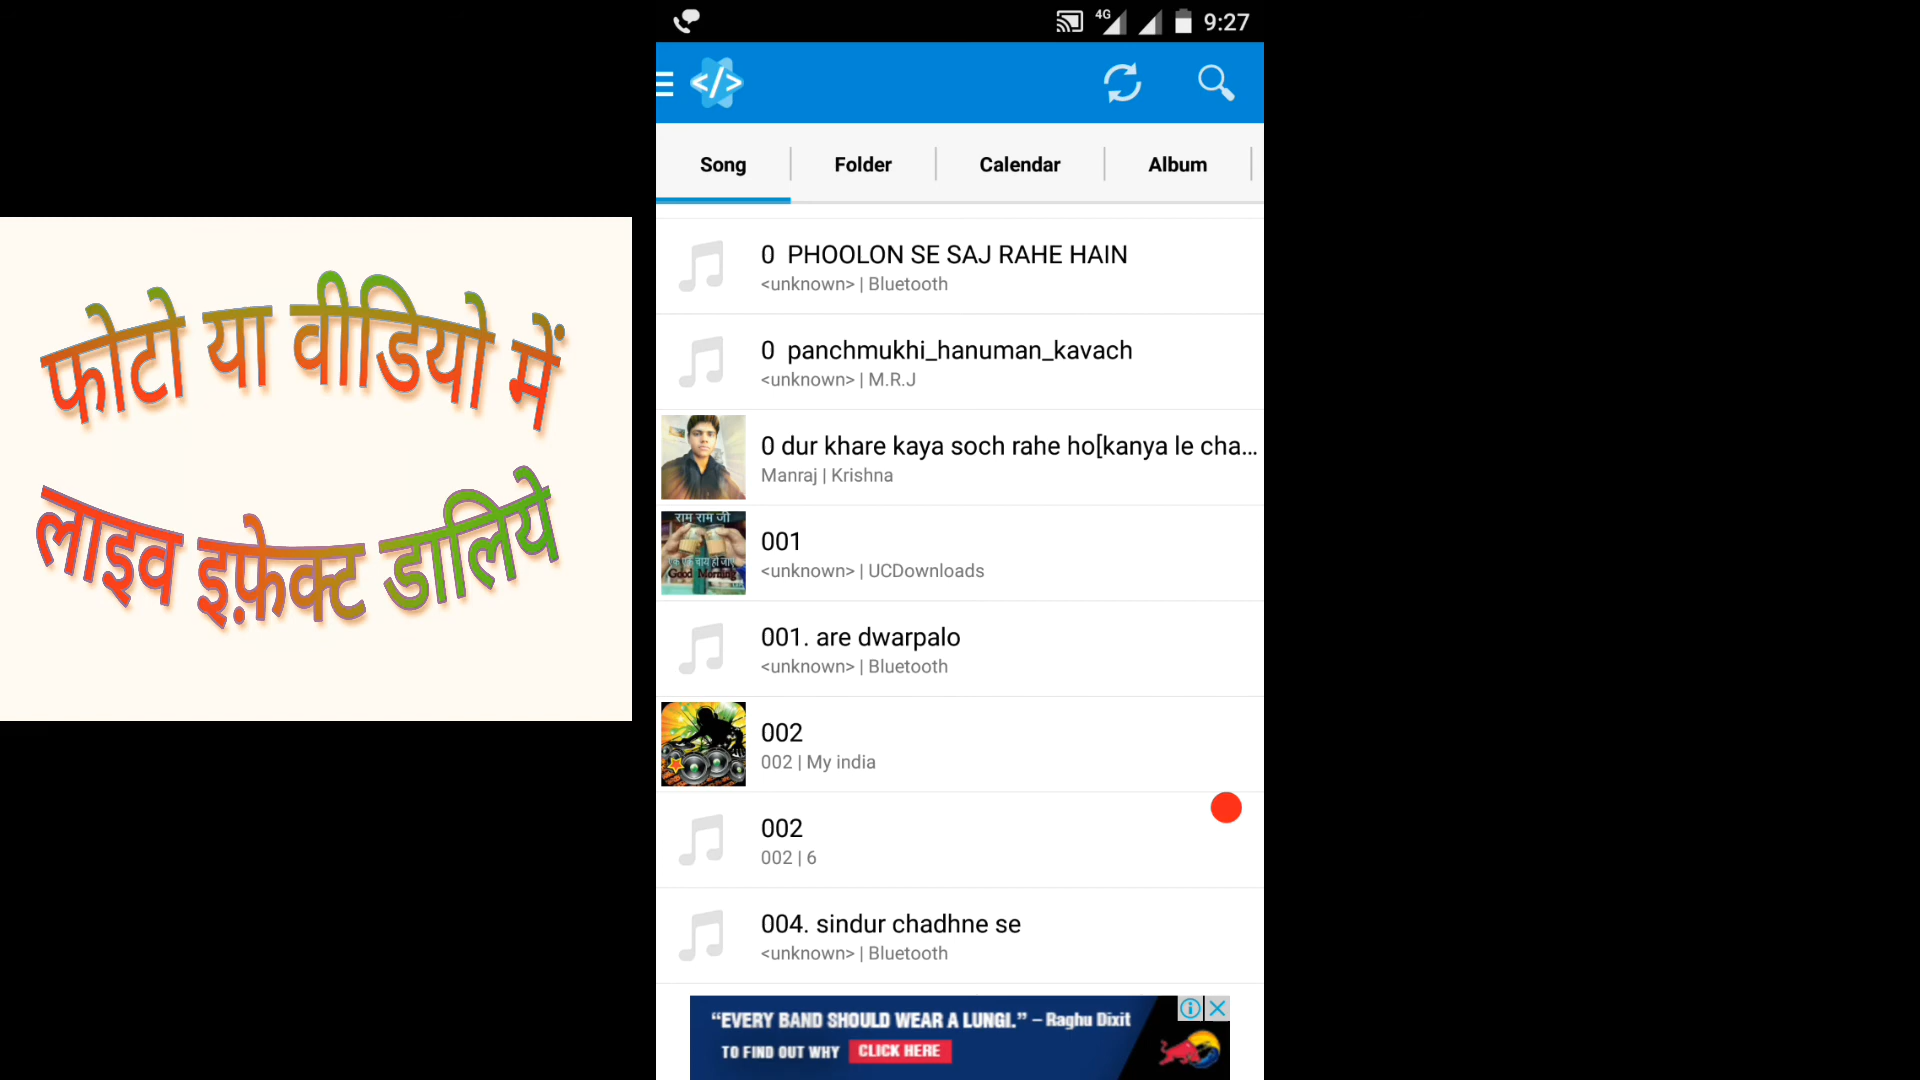 फोटो या वीडियो में
लाइव इफ़ेक्ट डालिये
4G 9:27
</>
Song Folder Calendar Album
0 PHOOLON SE SAJ RAHE HAIN
<unknown> | Bluetooth
0 panchmukhi_hanuman_kavach
<unknown> | M.R.J
0 dur khare kaya soch rahe ho[kanya le cha...
Manraj | Krishna
राम राम जी
Good Morning
001
<unknown> | UCDownloads
001. are dwarpalo
<unknown> | Bluetooth
002
002 | My india
002
002 | 6
004. sindur chadhne se
<unknown> | Bluetooth
“EVERY BAND SHOULD WEAR A LUNGI.” – Raghu Dixit
TO FIND OUT WHY CLICK HERE